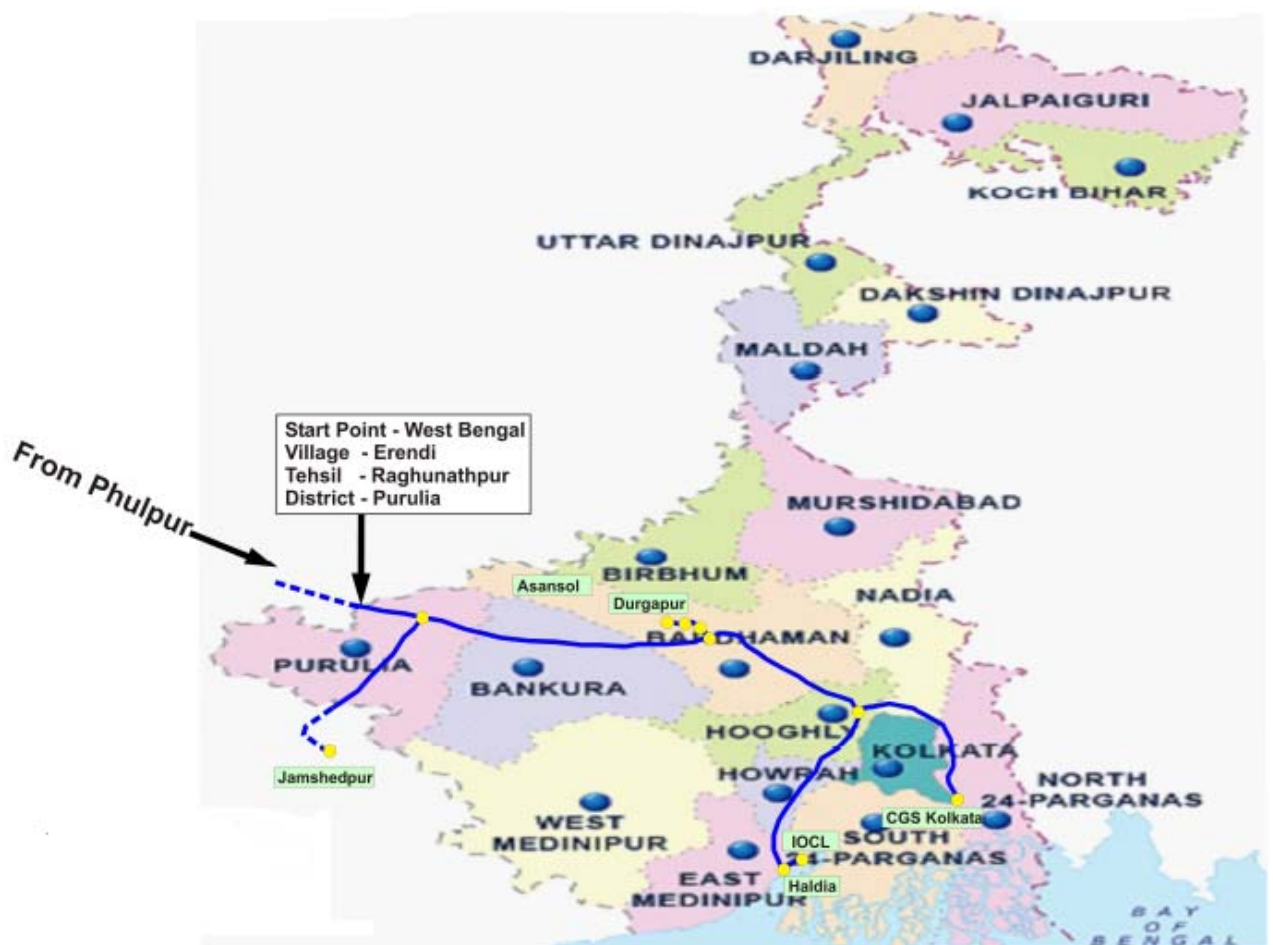 DARJILING
JALPAIGURI
KOCH BIHAR
UTTAR DINAJPUR
DAKSHIN DINAJPUR
MALDAH
Start Point - West Bengal
Village - Erendi
Tehsil - Raghunathpur
District - Purulia
From Phulpur
MURSHIDABAD
BIRBHUM
Asansol
Durgapur
NADIA
BARDHAMAN
PURULIA
BANKURA
HOOGHLY
KOLKATA
HOWRAH
Jamshedpur
NORTH
24-PARGANAS
CGS Kolkata
WEST
MEDINIPUR
SOUTH
24-PARGANAS
IOCL
Haldia
EAST
MEDINIPUR
BAY
OF
BENGAL